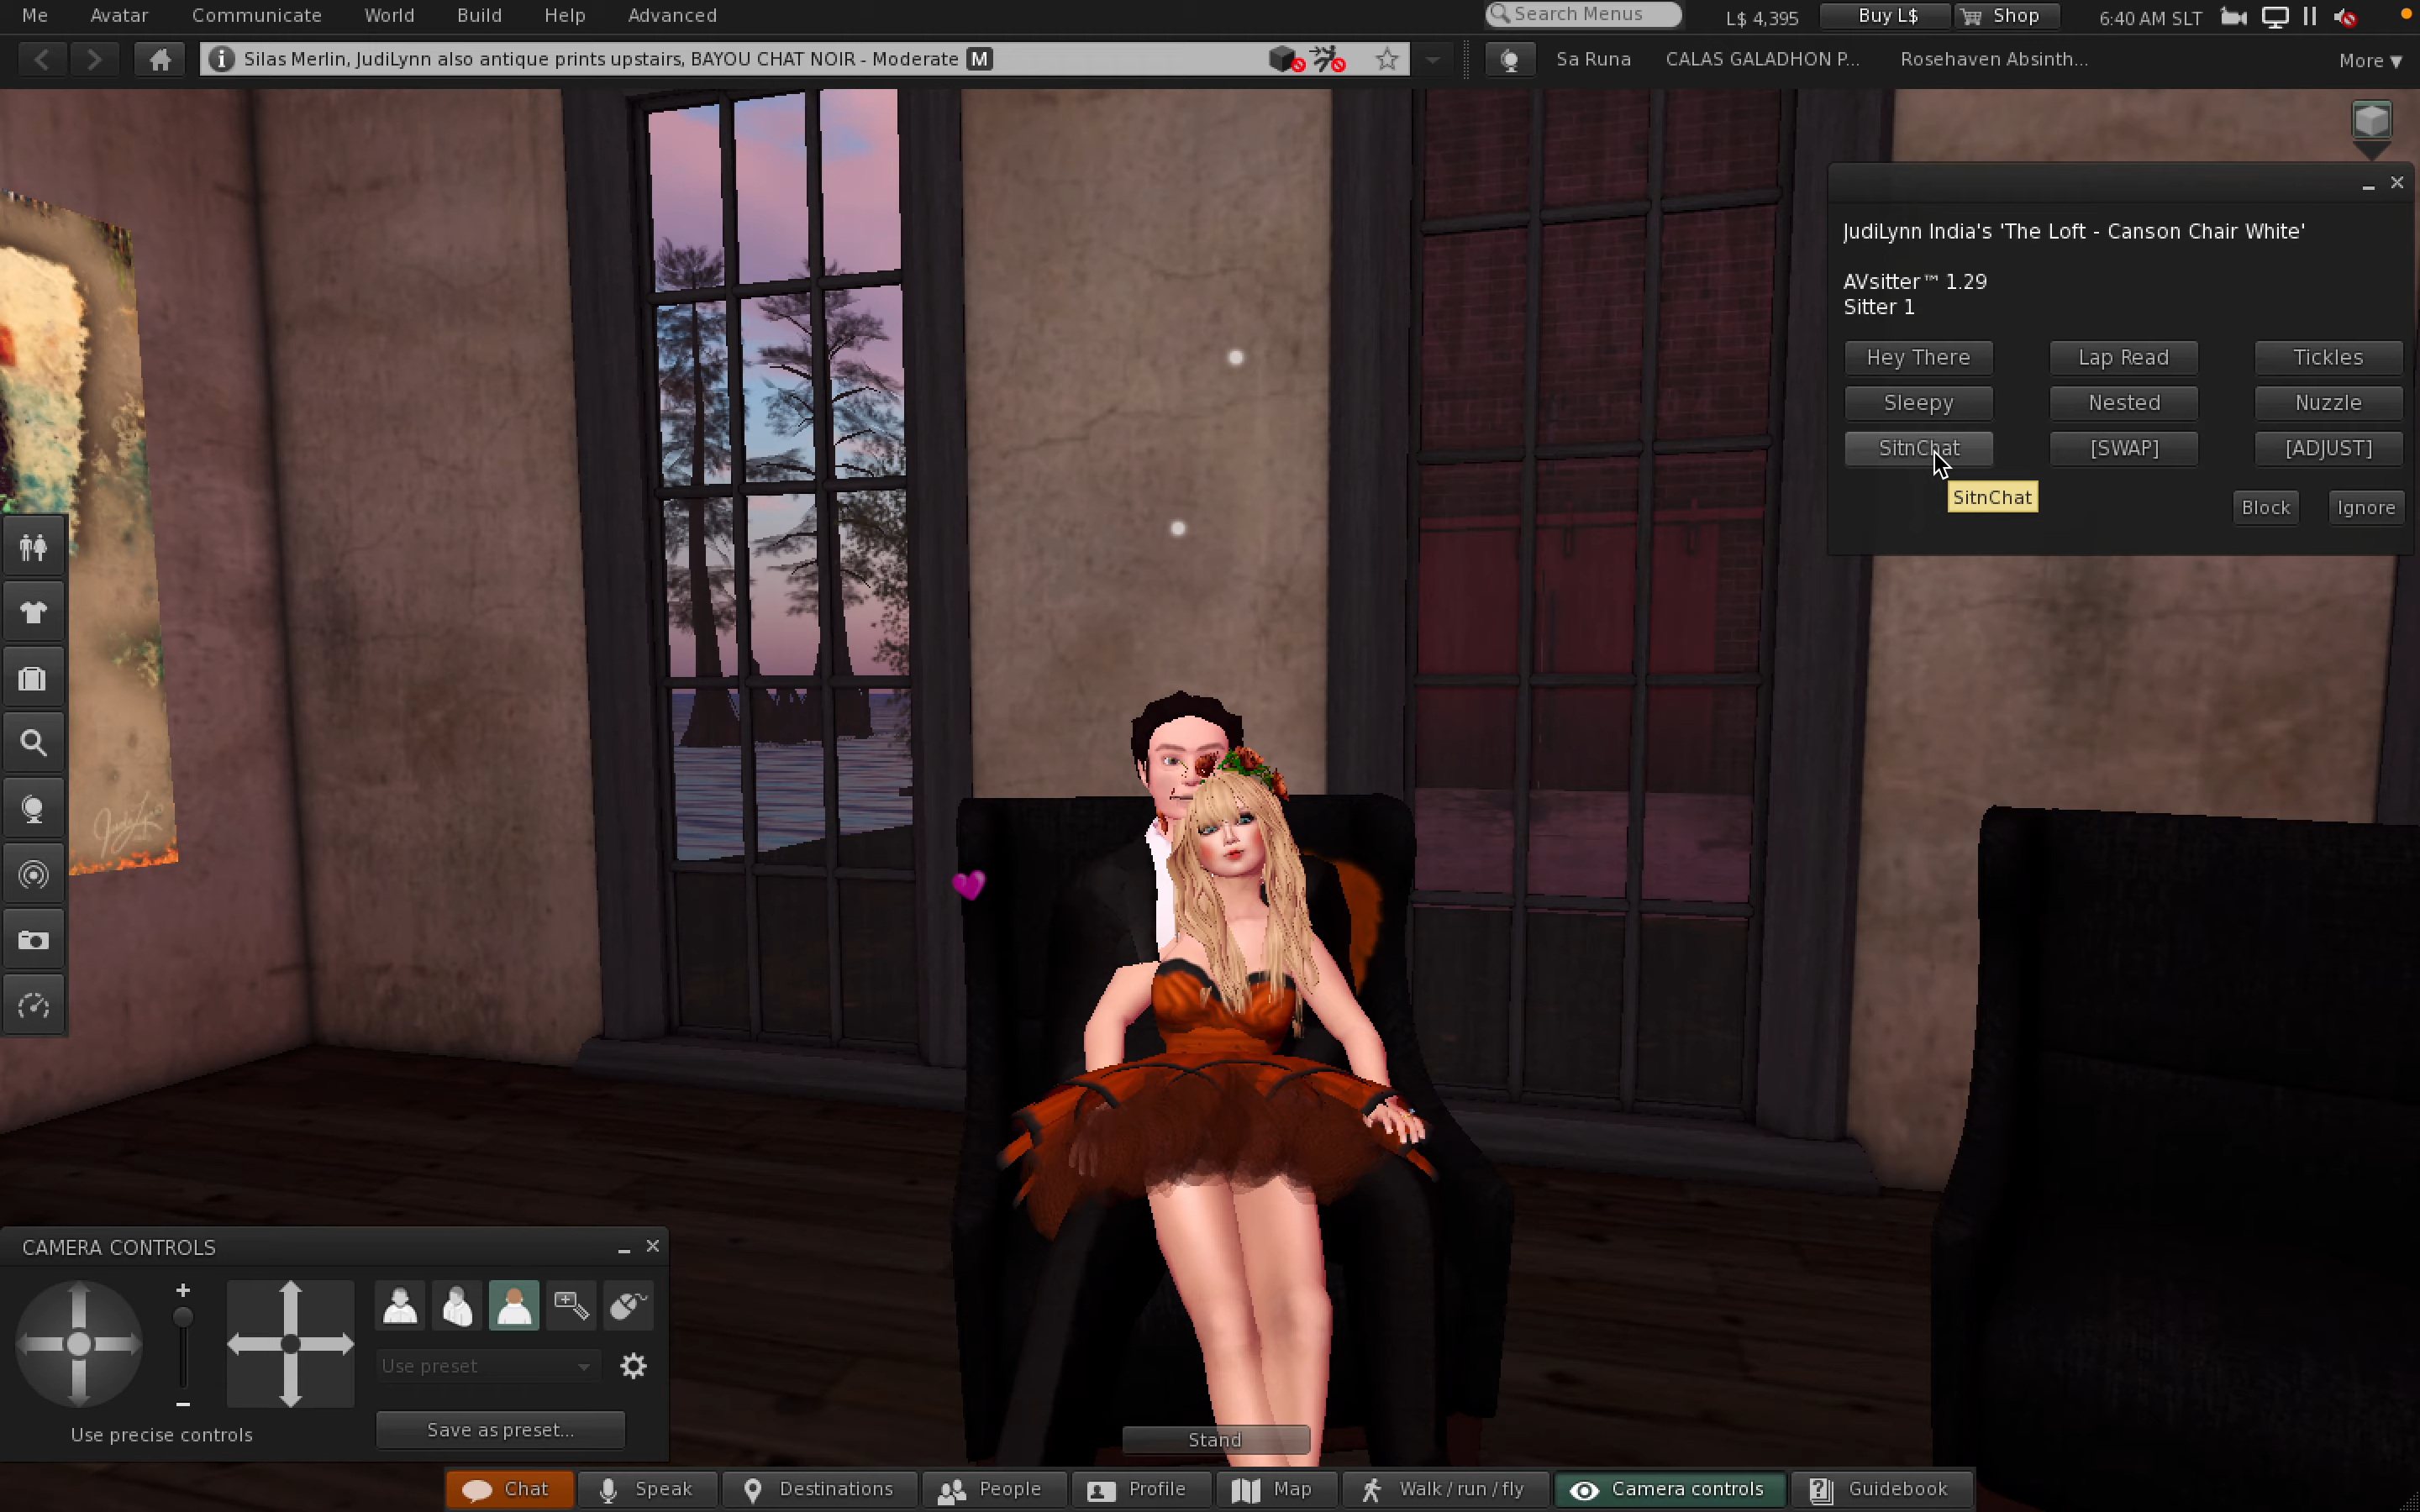 Me Avatar Communicate World Build Help Advanced
Search Menus
L$ 4,395
Buy L$
Shop
6:40 AM SLT
Silas Merlin, JudiLynn also antique prints upstairs, BAYOU CHAT NOIR - Moderate M
Sa Runa
CALAS GALADHON P...
Rosehaven Absinth...
More ▼
JudiLynn India's 'The Loft - Canson Chair White'
AVsitter™ 1.29
Sitter 1
Hey There Lap Read Tickles
Sleepy Nested Nuzzle
SitnChat [SWAP] [ADJUST]
SitnChat
Block Ignore
JudiLynn
CAMERA CONTROLS
Use preset
Use precise controls
Save as preset...
Stand
Chat Speak Destinations People Profile Map Walk / run / fly Camera controls Guidebook